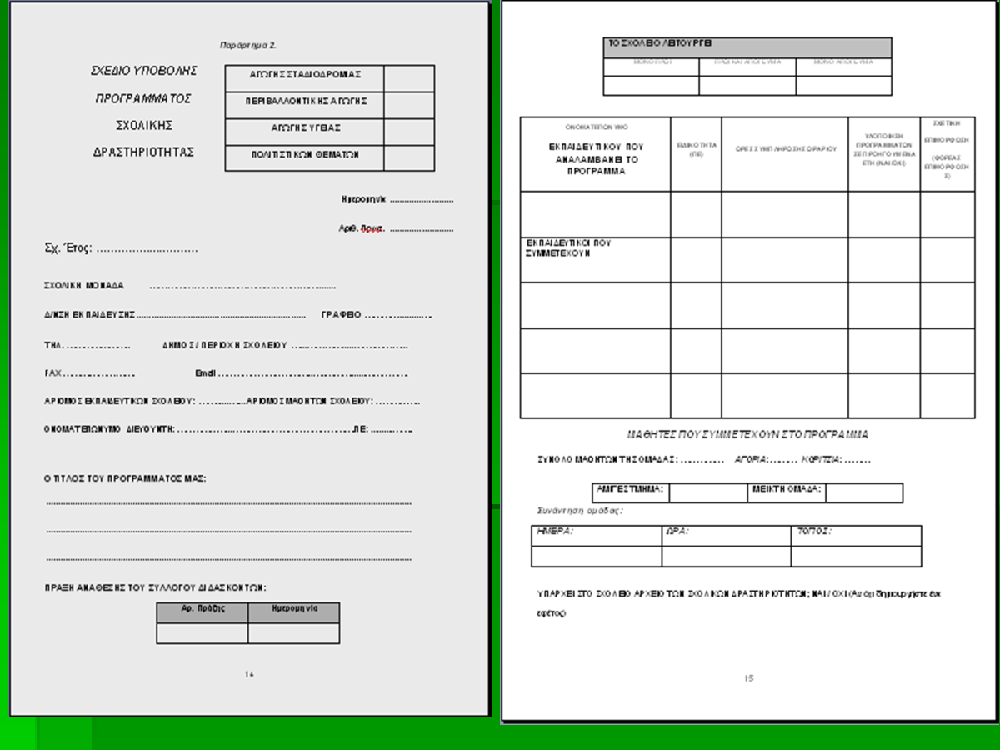 Παράρτημα 2.
ΣΧΕΔΙΟ ΥΠΟΒΟΛΗΣ
ΠΡΟΓΡΑΜΜΑΤΟΣ
ΣΧΟΛΙΚΗΣ
ΔΡΑΣΤΗΡΙΟΤΗΤΑΣ
ΑΓΩΓΗΣ ΣΤΑΔΙΟΔΡΟΜΙΑΣ
ΠΕΡΙΒΑΛΛΟΝΤΙΚΗΣ ΑΓΩΓΗΣ
ΑΓΩΓΗΣ ΥΓΕΙΑΣ
ΠΟΛΙΤΙΣΤΙΚΩΝ ΘΕΜΑΤΩΝ
Ημερομηνία ........................
Αριθ. Πρωτ. ........................
Σχ. Έτος: ............................
ΣΧΟΛΙΚΗ ΜΟΝΑΔΑ ............................................................
Δ/ΝΣΗ ΕΚΠΑΙΔΕΥΣΗΣ............................................................ ΓΡΑΦΕΙΟ ........................
ΤΗΛ. ........................ ΔΗΜΟΣ / ΠΕΡΙΟΧΗ ΣΧΟΛΕΙΟΥ ........................................
FAX ........................ Email ............................................................
ΑΡΙΘΜΟΣ ΕΚΠΑΙΔΕΥΤΙΚΩΝ ΣΧΟΛΕΙΟΥ: ................ΑΡΙΘΜΟΣ ΜΑΘΗΤΩΝ ΣΧΟΛΕΙΟΥ: ...............
ΟΝΟΜΑΤΕΠΩΝΥΜΟ ΔΙΕΥΘΥΝΤΗ: ............................................................ΠΕ: ...............
Ο ΤΙΤΛΟΣ ΤΟΥ ΠΡΟΓΡΑΜΜΑΤΟΣ ΜΑΣ:
........................................................................................................................
........................................................................................................................
........................................................................................................................
ΠΡΑΞΗ ΑΝΑΘΕΣΗΣ ΤΟΥ ΣΥΛΛΟΓΟΥ ΔΙΔΑΣΚΟΝΤΩΝ:
Αρ. Πράξης Ημερομηνία
14
ΤΟ ΣΧΟΛΕΙΟ ΛΕΙΤΟΥΡΓΕΙ
ΜΟΝΟ ΠΡΩΙ ΠΡΩΙ ΚΑΙ ΑΠΟΓΕΥΜΑ ΜΟΝΟ ΑΠΟΓΕΥΜΑ
ΟΝΟΜΑΤΕΠΩΝΥΜΟ
ΕΚΠΑΙΔΕΥΤΙΚΟΥ ΠΟΥ
ΑΝΑΛΑΜΒΑΝΕΙ ΤΟ
ΠΡΟΓΡΑΜΜΑ
ΕΙΔΙΚΟΤΗΤΑ
(ΠΕ)
ΩΡΕΣ ΣΥΜΠΛΗΡΩΣΗΣ ΩΡΑΡΙΟΥ
ΥΛΟΠΟΙΗΣΗ
ΠΡΟΓΡΑΜΜΑΤΩΝ
ΣΕ ΠΡΟΗΓΟΥΜΕΝΑ
ΕΤΗ (ΝΑΙ/ΟΧΙ)
ΣΧΕΤΙΚΗ
ΕΠΙΜΟΡΦΩΣΗ
(ΦΟΡΕΑΣ
ΕΠΙΜΟΡΦΩΣΗ
Σ)
ΕΚΠΑΙΔΕΥΤΙΚΟΙ ΠΟΥ
ΣΥΜΜΕΤΕΧΟΥΝ
ΜΑΘΗΤΕΣ ΠΟΥ ΣΥΜΜΕΤΕΧΟΥΝ ΣΤΟ ΠΡΟΓΡΑΜΜΑ
ΣΥΝΟΛΟ ΜΑΘΗΤΩΝ ΤΗΣ ΟΜΑΔΑΣ: ............. ΑΓΟΡΙΑ: ........ ΚΟΡΙΤΣΙΑ: ........
ΑΜΙΓΕΣ ΤΜΗΜΑ: ΜΕΙΚΤΗ ΟΜΑΔΑ:
Συνάντηση ομάδας:
ΗΜΕΡΑ: ΩΡΑ: ΤΟΠΟΣ:
ΥΠΑΡΧΕΙ ΣΤΟ ΣΧΟΛΕΙΟ ΑΡΧΕΙΟ ΤΩΝ ΣΧΟΛΙΚΩΝ ΔΡΑΣΤΗΡΙΟΤΗΤΩΝ; ΝΑΙ / ΟΧΙ (Αν όχι δημιουργήστε ένα
εφέτος)
15